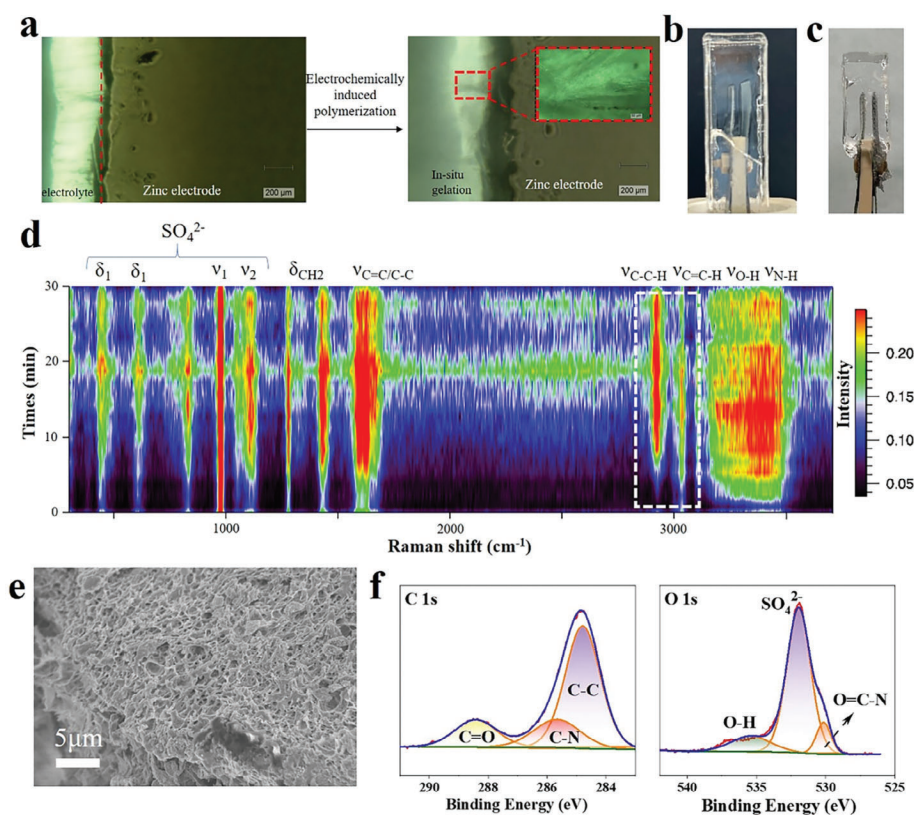 a
Electrochemically
induced
polymerization
electrolyte
Zinc electrode
200 µm
In-situ
gelation
Zinc electrode
200 µm
b
c
d
SO₄²⁻
δ₁ δ₁ ν₁ ν₂ δCH2 νC=C/C-C νC-C-H νC=C-H νO-H νN-H
30
20
10
0
Times (min)
1000 2000 3000
Raman shift (cm⁻¹)
0.20
0.15
0.10
0.05
Intensity
e
5µm
f
C 1s
C=O
C-N
C-C
290 288 286 284
Binding Energy (eV)
O 1s
SO₄²⁻
O-H
O=C-N
540 535 530 525
Binding Energy (eV)